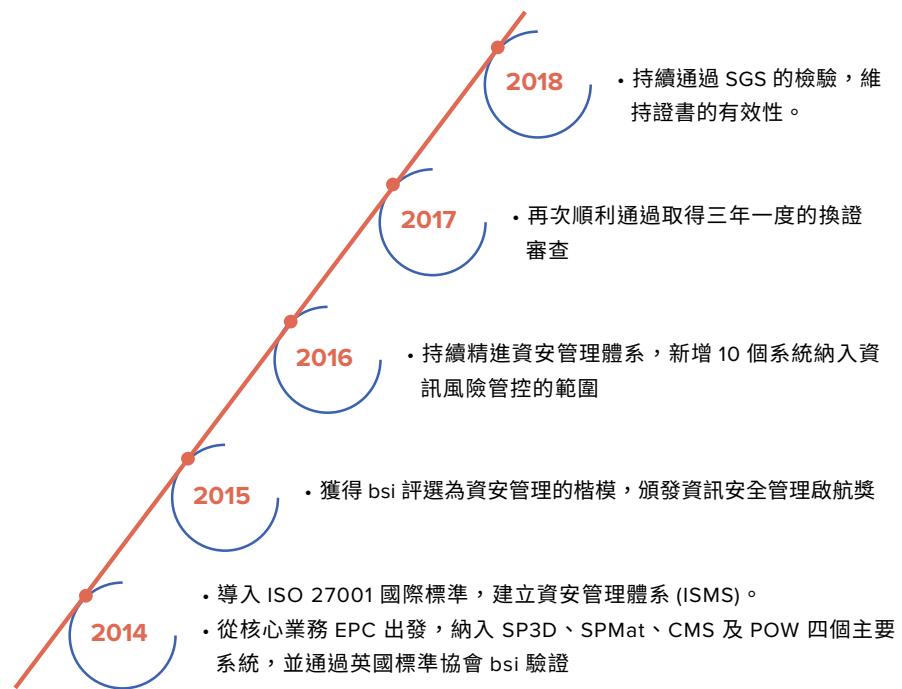 2018
• 持續通過 SGS 的檢驗，維
持證書的有效性。
2017
• 再次順利通過取得三年一度的換證
審查
2016
• 持續精進資安管理體系，新增 10 個系統納入資
訊風險管控的範圍
2015
• 獲得 bsi 評選為資安管理的楷模，頒發資訊安全管理啟航獎
2014
• 導入 ISO 27001 國際標準，建立資安管理體系 (ISMS)。
• 從核心業務 EPC 出發，納入 SP3D、SPMat、CMS 及 POW 四個主要
系統，並通過英國標準協會 bsi 驗證